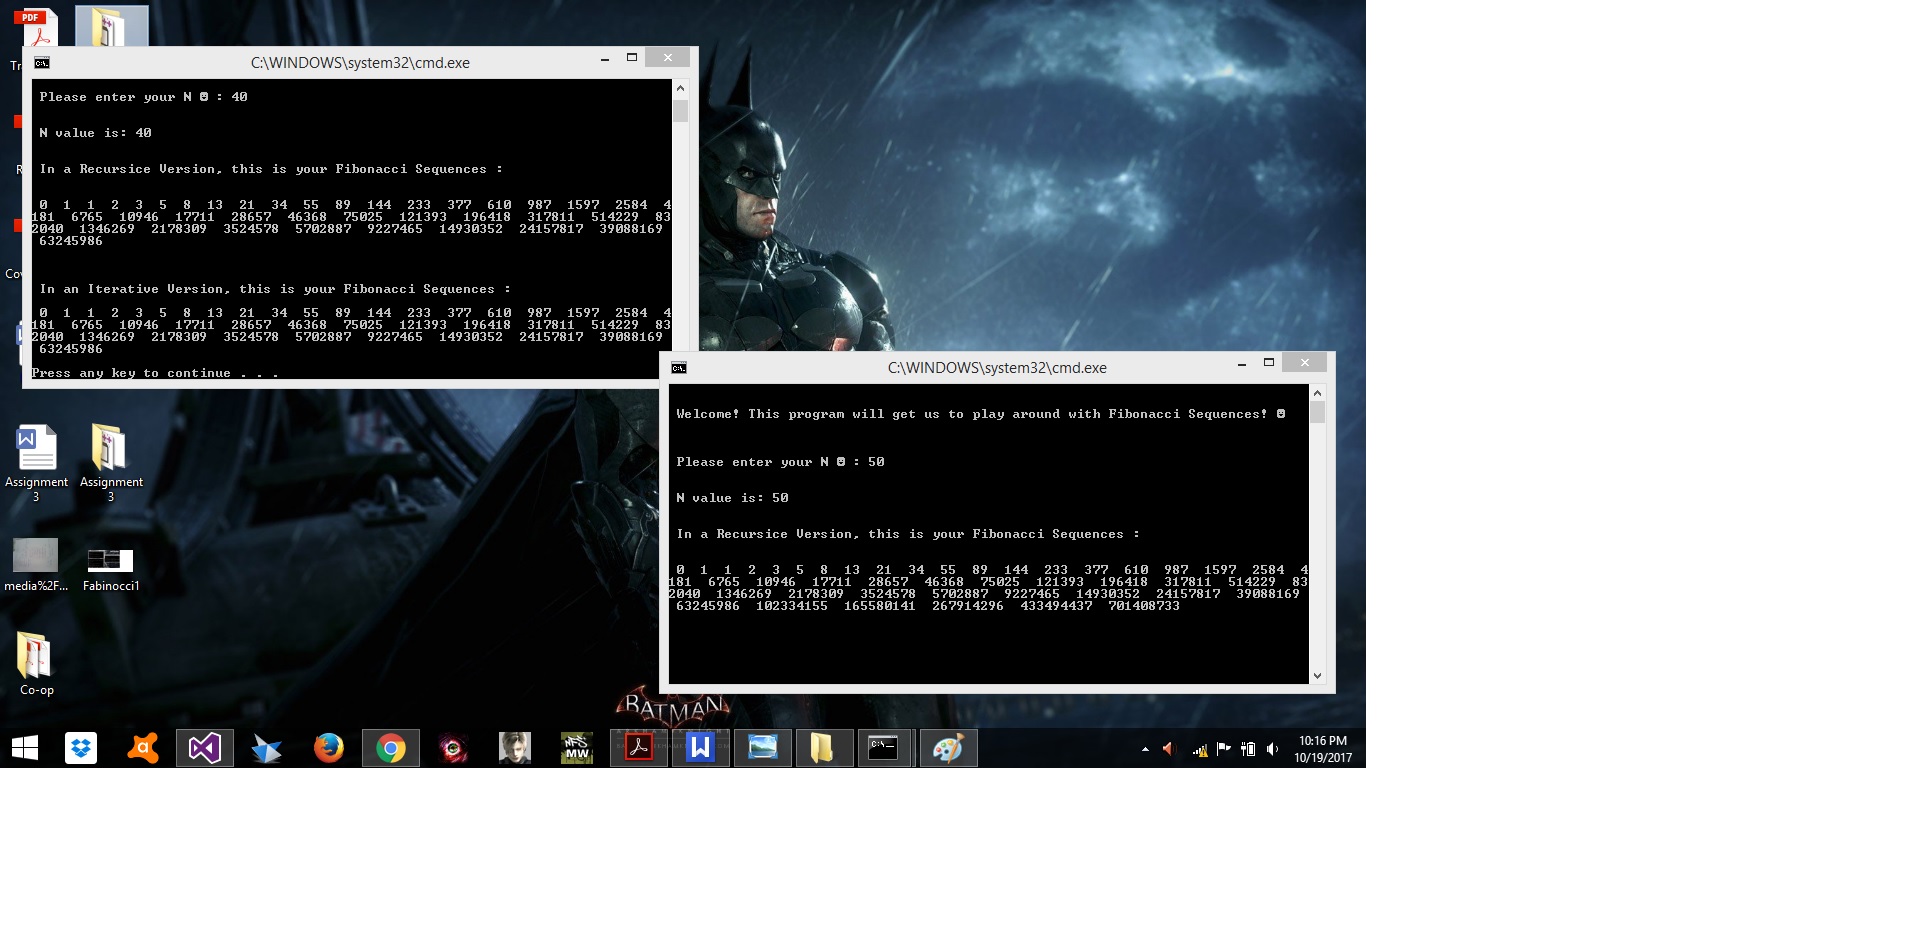 C:\WINDOWS\system32\cmd.exe
Please enter your N ☻ : 40
N value is: 40
In a Recursice Version, this is your Fibonacci Sequences :
0 1 1 2 3 5 8 13 21 34 55 89 144 233 377 610 987 1597 2584 4
181 6765 10946 17711 28657 46368 75025 121393 196418 317811 514229 83
2040 1346269 2178309 3524578 5702887 9227465 14930352 24157817 39088169
63245986
In an Iterative Version, this is your Fibonacci Sequences :
0 1 1 2 3 5 8 13 21 34 55 89 144 233 377 610 987 1597 2584 4
181 6765 10946 17711 28657 46368 75025 121393 196418 317811 514229 83
2040 1346269 2178309 3524578 5702887 9227465 14930352 24157817 39088169
63245986
Press any key to continue . . .
C:\WINDOWS\system32\cmd.exe
Welcome! This program will get us to play around with Fibonacci Sequences! ☻
Please enter your N ☻ : 50
N value is: 50
In a Recursice Version, this is your Fibonacci Sequences :
0 1 1 2 3 5 8 13 21 34 55 89 144 233 377 610 987 1597 2584 4
181 6765 10946 17711 28657 46368 75025 121393 196418 317811 514229 83
2040 1346269 2178309 3524578 5702887 9227465 14930352 24157817 39088169
63245986 102334155 165580141 267914296 433494437 701408733
PDF
Assignment
3
Assignment
3
media%2F...
Fabinocci1
Co-op
BATMAN
NFS
MW
10:16 PM
10/19/2017